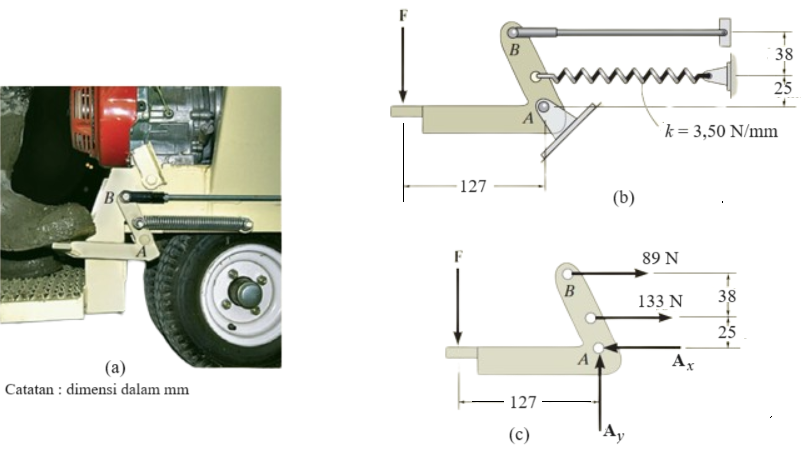 B
A
(a)
Catatan : dimensi dalam mm
F
B
38
25
A
k = 3,50 N/mm
127
(b)
F
89 N
B
133 N
38
25
A
Ax
127
Ay
(c)